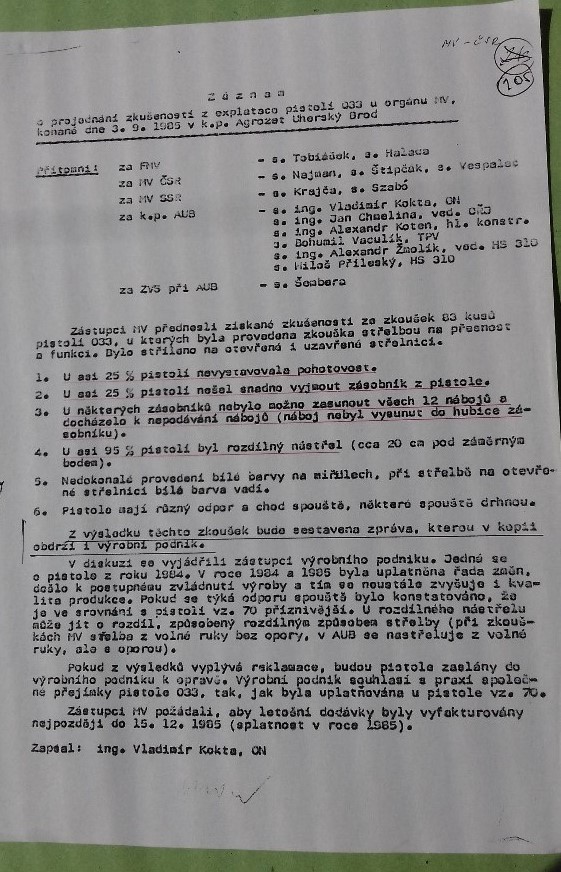 MV - ČSR
205
Záznam
o projednání zkušeností z exploatace pistolí 033 u orgánu MV,
konané dne 3. 9. 1985 v k.p. Agrozet Uherský Brod
Přítomni: za FMV - s. Tobiášek, s. Halada
za MV ČSR - s. Najman, s. Štipčák, s. Vespalec
za MV SSR - s. Krajča, s. Szabó
za k.p. AUB - s. ing. Vladimír Kokta, ON
s. ing. Jan Chmelina, ved. OŘJ
s. ing. Alexandr Koten, hl. konstr.
s. Bohumil Vaculík, TPV
s. ing. Alexandr Žmolík, ved. HS 310
s. Miloš Příleský, HS 310
za ZVS při AUB - s. Šembera
Zástupci MV přednesli získané zkušenosti ze zkoušek 83 kusů
pistolí 033, u kterých byla provedena zkouška střelbou na přesnost
a funkci. Bylo stříleno na otevřené i uzavřené střelnici.
1. U asi 25 % pistolí nevystavovala pohotovost.
2. U asi 25 % pistolí nešel snadno vyjmout zásobník z pistole.
3. U některých zásobníků nebylo možno zasunout všech 12 nábojů a
docházelo k nepodávání nábojů (náboj nebyl vysunut do hubice zá-
sobníku).
4. U asi 95 % pistolí byl rozdílný nástřel (cca 20 cm pod záměrným
bodem).
5. Nedokonalé provedení bílé barvy na mířidlech, při střelbě na otevře-
né střelnici bílá barva vadí.
6. Pistole mají různý odpor a chod spouště, některé spouště drhnou.
Z výsledku těchto zkoušek bude sestavena zpráva, kterou v kopii
obdrží i výrobní podnik.
V diskuzi se vyjádřili zástupci výrobního podniku. Jedná se
o pistole z roku 1984. V roce 1984 a 1985 byla uplatněna řada změn,
došlo k postupnému zvládnutí výroby a tím se neustále zvyšuje i kva-
lita produkce. Pokud se týká odporu spouště bylo konstatováno, že
je ve srovnání s pistolí vz. 70 příznivější. U rozdílného nástřelu
může jít o rozdíl, způsobený rozdílným způsobem střelby (při zkouš-
kách MV střelba z volné ruky bez opory, v AUB se nastřeluje z volné
ruky, ale s oporou).
Pokud z výsledků vyplývá reklamace, budou pistole zaslány do
výrobního podniku k opravě. Výrobní podnik souhlasí s praxí společ-
né přejímky pistole 033, tak, jak byla uplatňována u pistole vz. 70.
Zástupci MV požádali, aby letošní dodávky byly vyfakturovány
nejpozději do 15. 12. 1985 (splatnost v roce 1985).
Zapsal: ing. Vladimír Kokta, ON